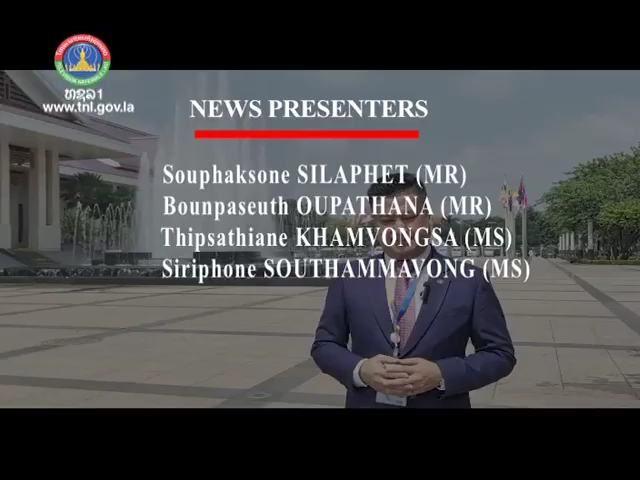 ທຊລ1
www.tnl.gov.la
NEWS PRESENTERS
Souphaksone SILAPHET (MR)
Bounpaseuth OUPATHANA (MR)
Thipsathiane KHAMVONGSA (MS)
Siriphone SOUTHAMMAVONG (MS)